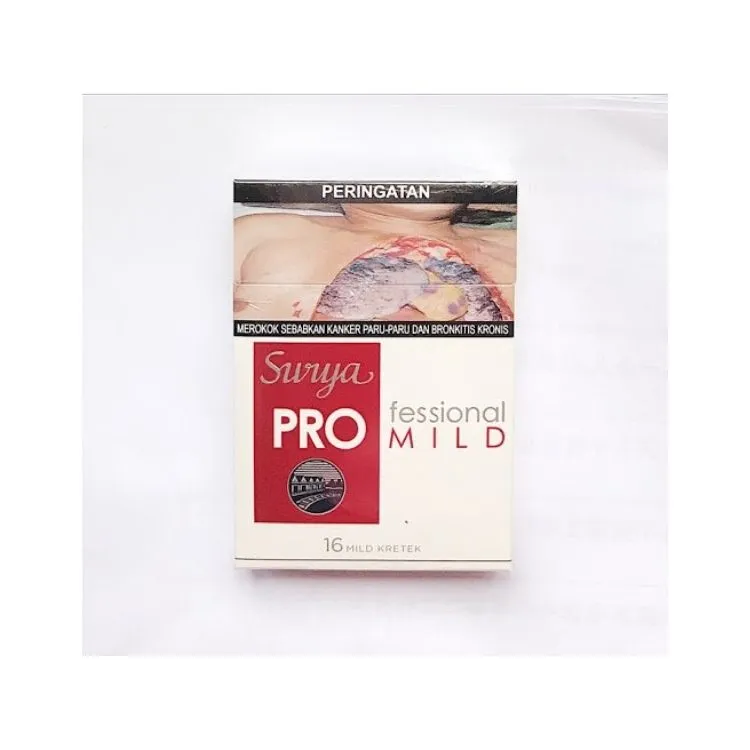 PERINGATAN
MEROKOK SEBABKAN KANKER PARU-PARU DAN BRONKITIS KRONIS
Surya
PRO fessional
MILD
16 MILD KRETEK